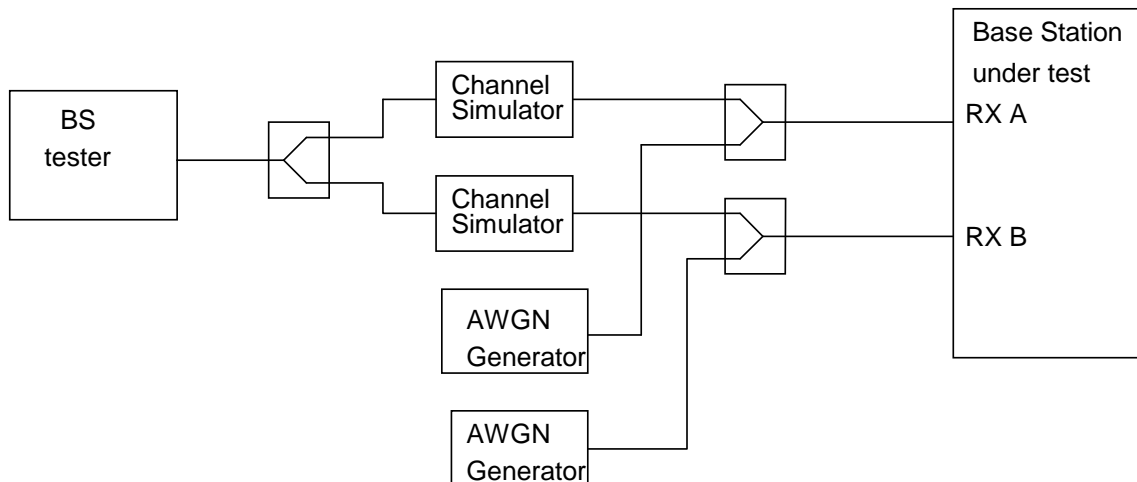 BS
tester
Channel
Simulator
Channel
Simulator
AWGN
Generator
AWGN
Generator
Base Station
under test
RX A
RX B